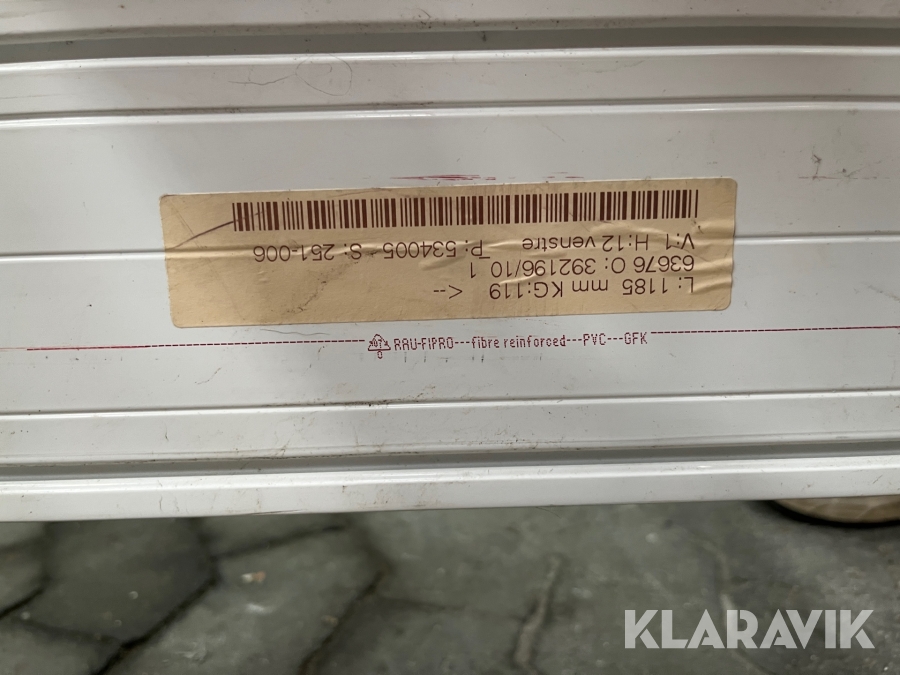 L: 1185 mm KG:119 <--
63676 O: 392196/10 1
V:1 H:12 venstre P: 534005 S: 251-006
RAU-FIPRO---fibre reinforced---PVC---GFK
KLARAVIK